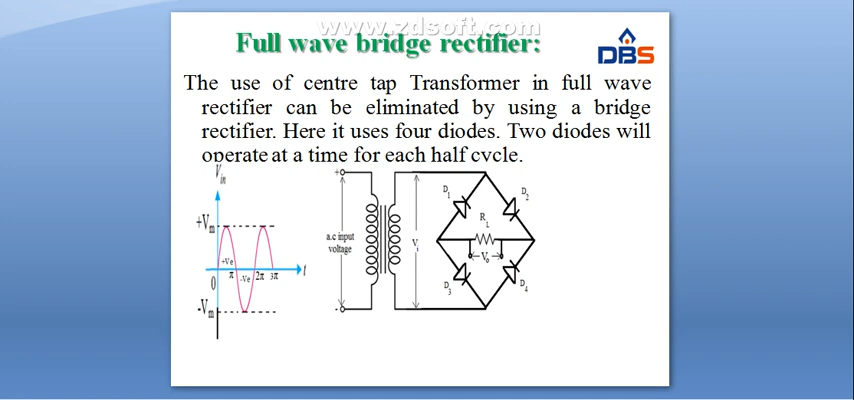 www.zdsoft.com
Full wave bridge rectifier:
DBS
The use of centre tap Transformer in full wave
rectifier can be eliminated by using a bridge
rectifier. Here it uses four diodes. Two diodes will
operate at a time for each half cycle.
Vin
+Vm
+Ve
0
π
-Ve
2π
3π
t
-Vm
+
a.c input
voltage
-
D1
D2
RL
Vo
D3
D4